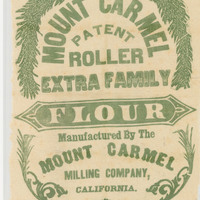 MOUNT CARMEL
PATENT
ROLLER
EXTRA FAMILY
FLOUR
Manufactured By The
MOUNT CARMEL
MILLING COMPANY,
CALIFORNIA.